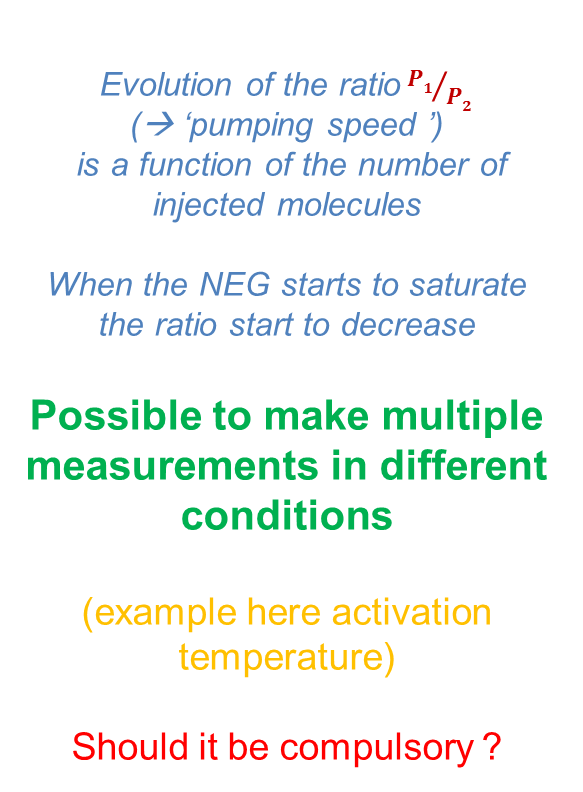 Evolution of the ratio P₁/P₂
(→ ‘pumping speed ’)
is a function of the number of
injected molecules
When the NEG starts to saturate
the ratio start to decrease
Possible to make multiple
measurements in different
conditions
(example here activation
temperature)
Should it be compulsory ?